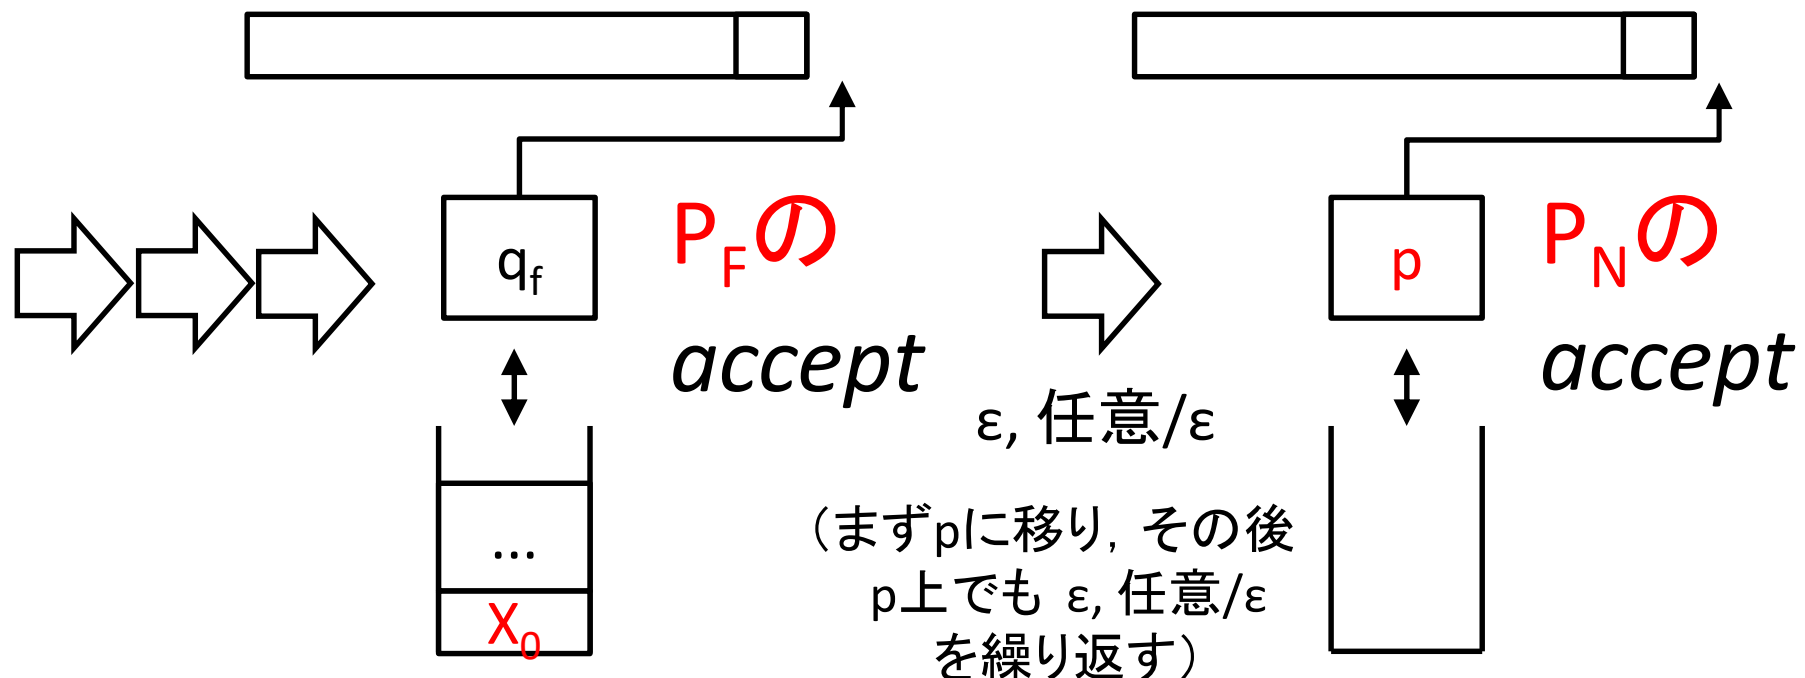 q_f
P_Fの
accept
...
X_0
ε, 任意/ε
（まずpに移り, その後
p上でも ε, 任意/ε
を繰り返す）
p
P_Nの
accept